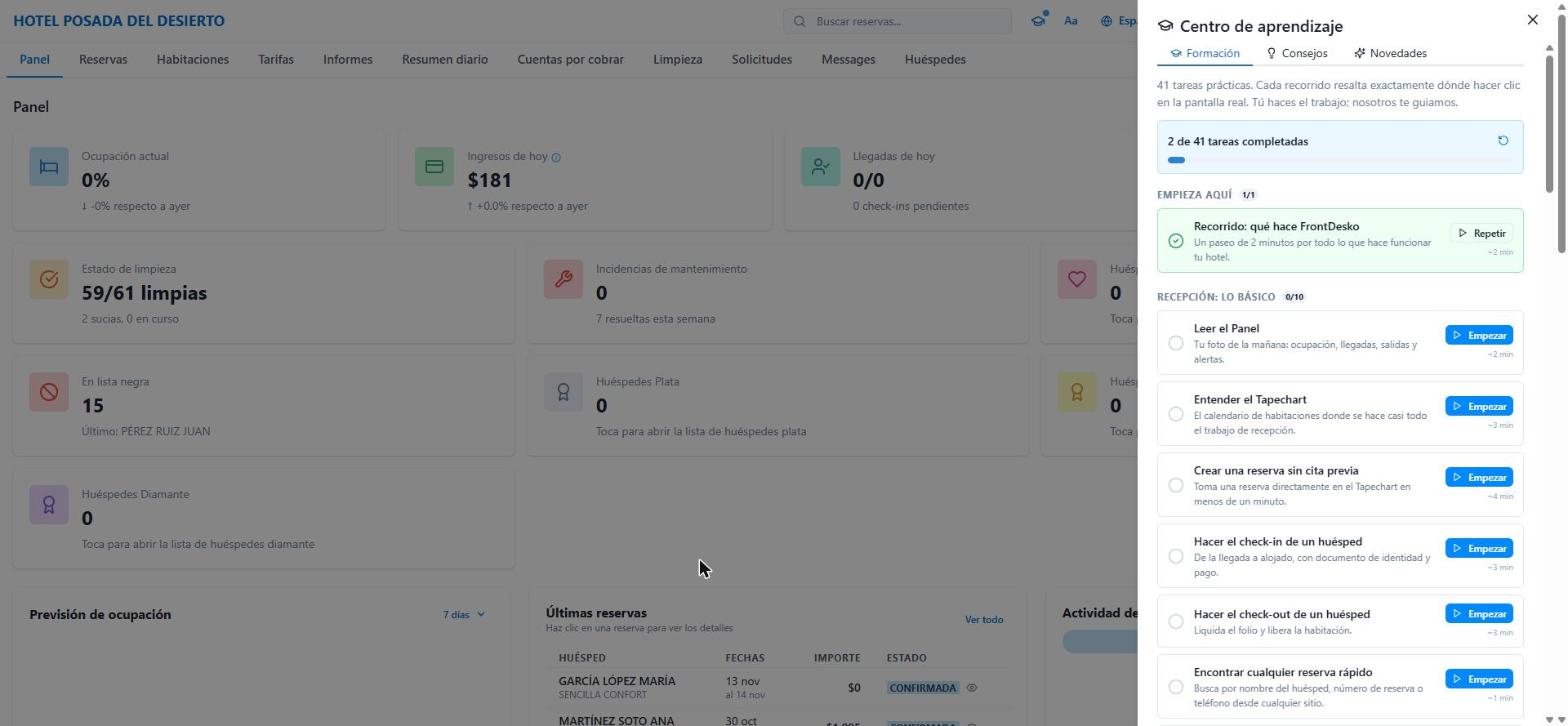 HOTEL POSADA DEL DESIERTO
Buscar reservas...
Aa
Panel
Reservas
Habitaciones
Tarifas
Informes
Resumen diario
Cuentas por cobrar
Limpieza
Solicitudes
Messages
Huéspedes
Panel
Ocupación actual
0%
↓ -0% respecto a ayer
Ingresos de hoy
$181
↑ +0.0% respecto a ayer
Llegadas de hoy
0/0
0 check-ins pendientes
Estado de limpieza
59/61 limpias
2 sucias, 0 en curso
Incidencias de mantenimiento
0
7 resueltas esta semana
0
Toca
En lista negra
15
Último: PÉREZ RUIZ JUAN
Huéspedes Plata
0
Toca para abrir la lista de huéspedes plata
0
Toca
Huéspedes Diamante
0
Toca para abrir la lista de huéspedes diamante
Previsión de ocupación
7 días
Últimas reservas
Haz clic en una reserva para ver los detalles
Ver todo
HUÉSPED FECHAS IMPORTE ESTADO
GARCÍA LÓPEZ MARÍA
SENCILLA CONFORT
13 nov
al 14 nov
$0
CONFIRMADA
MARTÍNEZ SOTO ANA
30 oct
Actividad de
Centro de aprendizaje
Formación
Consejos
Novedades
41 tareas prácticas. Cada recorrido resalta exactamente dónde hacer clic
en la pantalla real. Tú haces el trabajo; nosotros te guiamos.
2 de 41 tareas completadas
EMPIEZA AQUÍ 1/1
Recorrido: qué hace FrontDesko
Un paseo de 2 minutos por todo lo que hace funcionar
tu hotel.
Repetir
~2 min
RECEPCIÓN: LO BÁSICO 0/10
Leer el Panel
Tu foto de la mañana: ocupación, llegadas, salidas y
alertas.
Empezar
~2 min
Entender el Tapechart
El calendario de habitaciones donde se hace casi todo
el trabajo de recepción.
Empezar
~3 min
Crear una reserva sin cita previa
Toma una reserva directamente en el Tapechart en
menos de un minuto.
Empezar
~4 min
Hacer el check-in de un huésped
De la llegada a alojado, con documento de identidad y
pago.
Empezar
~3 min
Hacer el check-out de un huésped
Liquida el folio y libera la habitación.
Empezar
~3 min
Encontrar cualquier reserva rápido
Busca por nombre del huésped, número de reserva o
teléfono desde cualquier sitio.
Empezar
~1 min